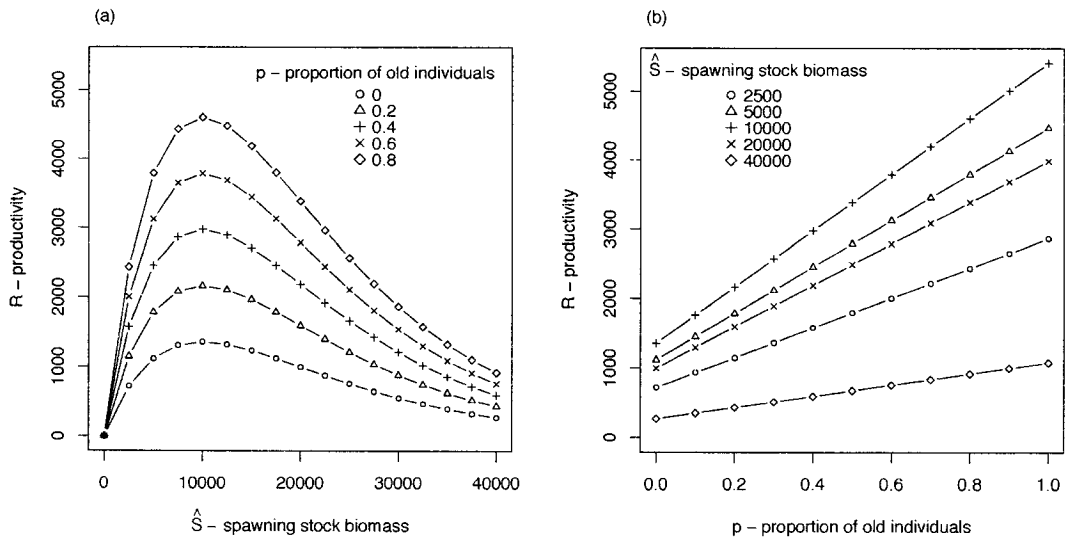 (a)
p – proportion of old individuals
0
0.2
0.4
0.6
0.8
R – productivity
0 1000 2000 3000 4000 5000
0 10000 20000 30000 40000
Ŝ – spawning stock biomass
(b)
Ŝ – spawning stock biomass
2500
5000
10000
20000
40000
R – productivity
0 1000 2000 3000 4000 5000
0.0 0.2 0.4 0.6 0.8 1.0
p – proportion of old individuals